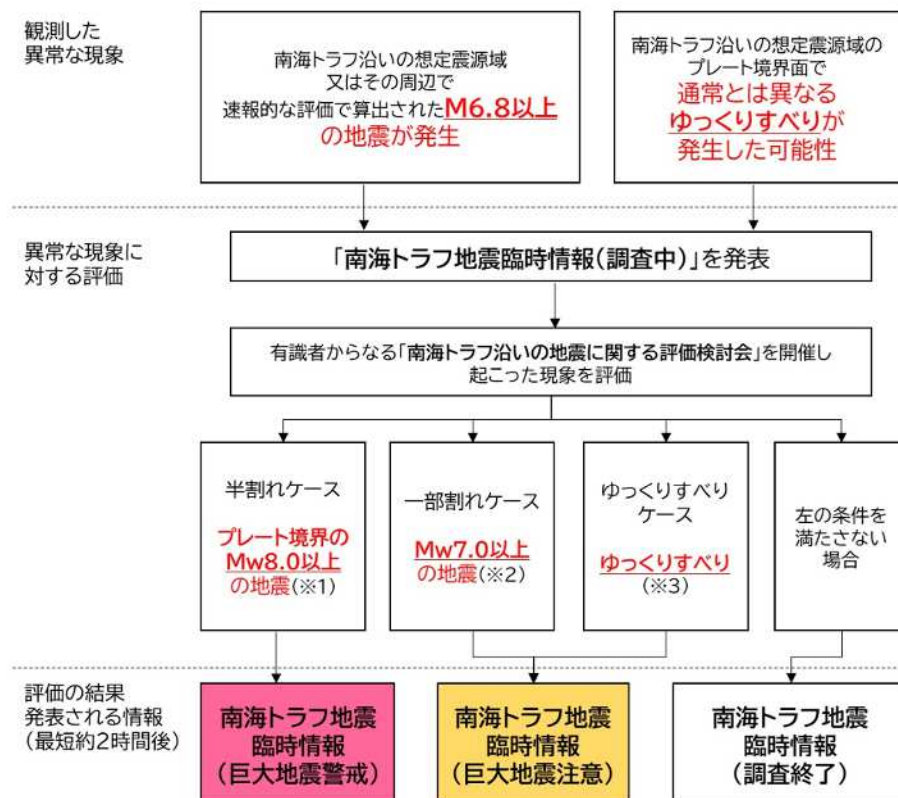 観測した
異常な現象
南海トラフ沿いの想定震源域
又はその周辺で
速報的な評価で算出されたM6.8以上
の地震が発生
南海トラフ沿いの想定震源域の
プレート境界面で
通常とは異なる
ゆっくりすべりが
発生した可能性
異常な現象に
対する評価
「南海トラフ地震臨時情報(調査中)」を発表
有識者からなる「南海トラフ沿いの地震に関する評価検討会」を開催し
起こった現象を評価
半割れケース
プレート境界の
Mw8.0以上
の地震(※1)
一部割れケース
Mw7.0以上
の地震(※2)
ゆっくりすべり
ケース
ゆっくりすべり
(※3)
左の条件を
満たさない
場合
評価の結果
発表される情報
(最短約2時間後)
南海トラフ地震
臨時情報
(巨大地震警戒)
南海トラフ地震
臨時情報
(巨大地震注意)
南海トラフ地震
臨時情報
(調査終了)